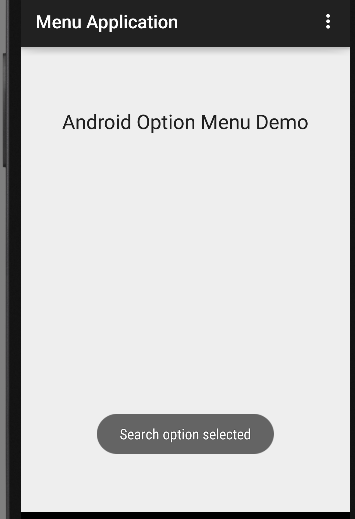 Menu Application
Android Option Menu Demo
Search option selected